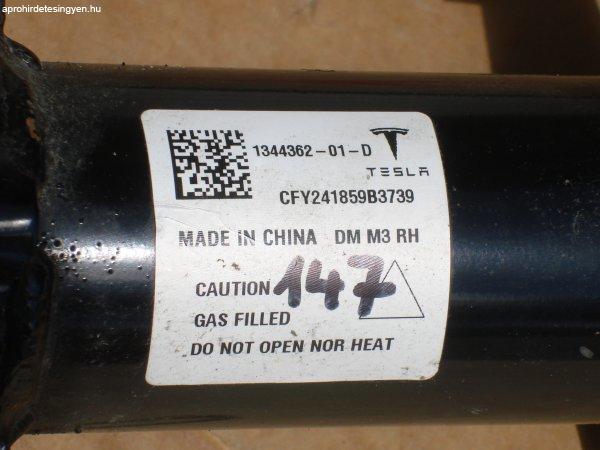 aprohirdetesingyen.hu
1344362-01-D
TESLA
CFY241859B3739
MADE IN CHINA DM M3 RH
CAUTION 147
GAS FILLED
DO NOT OPEN NOR HEAT